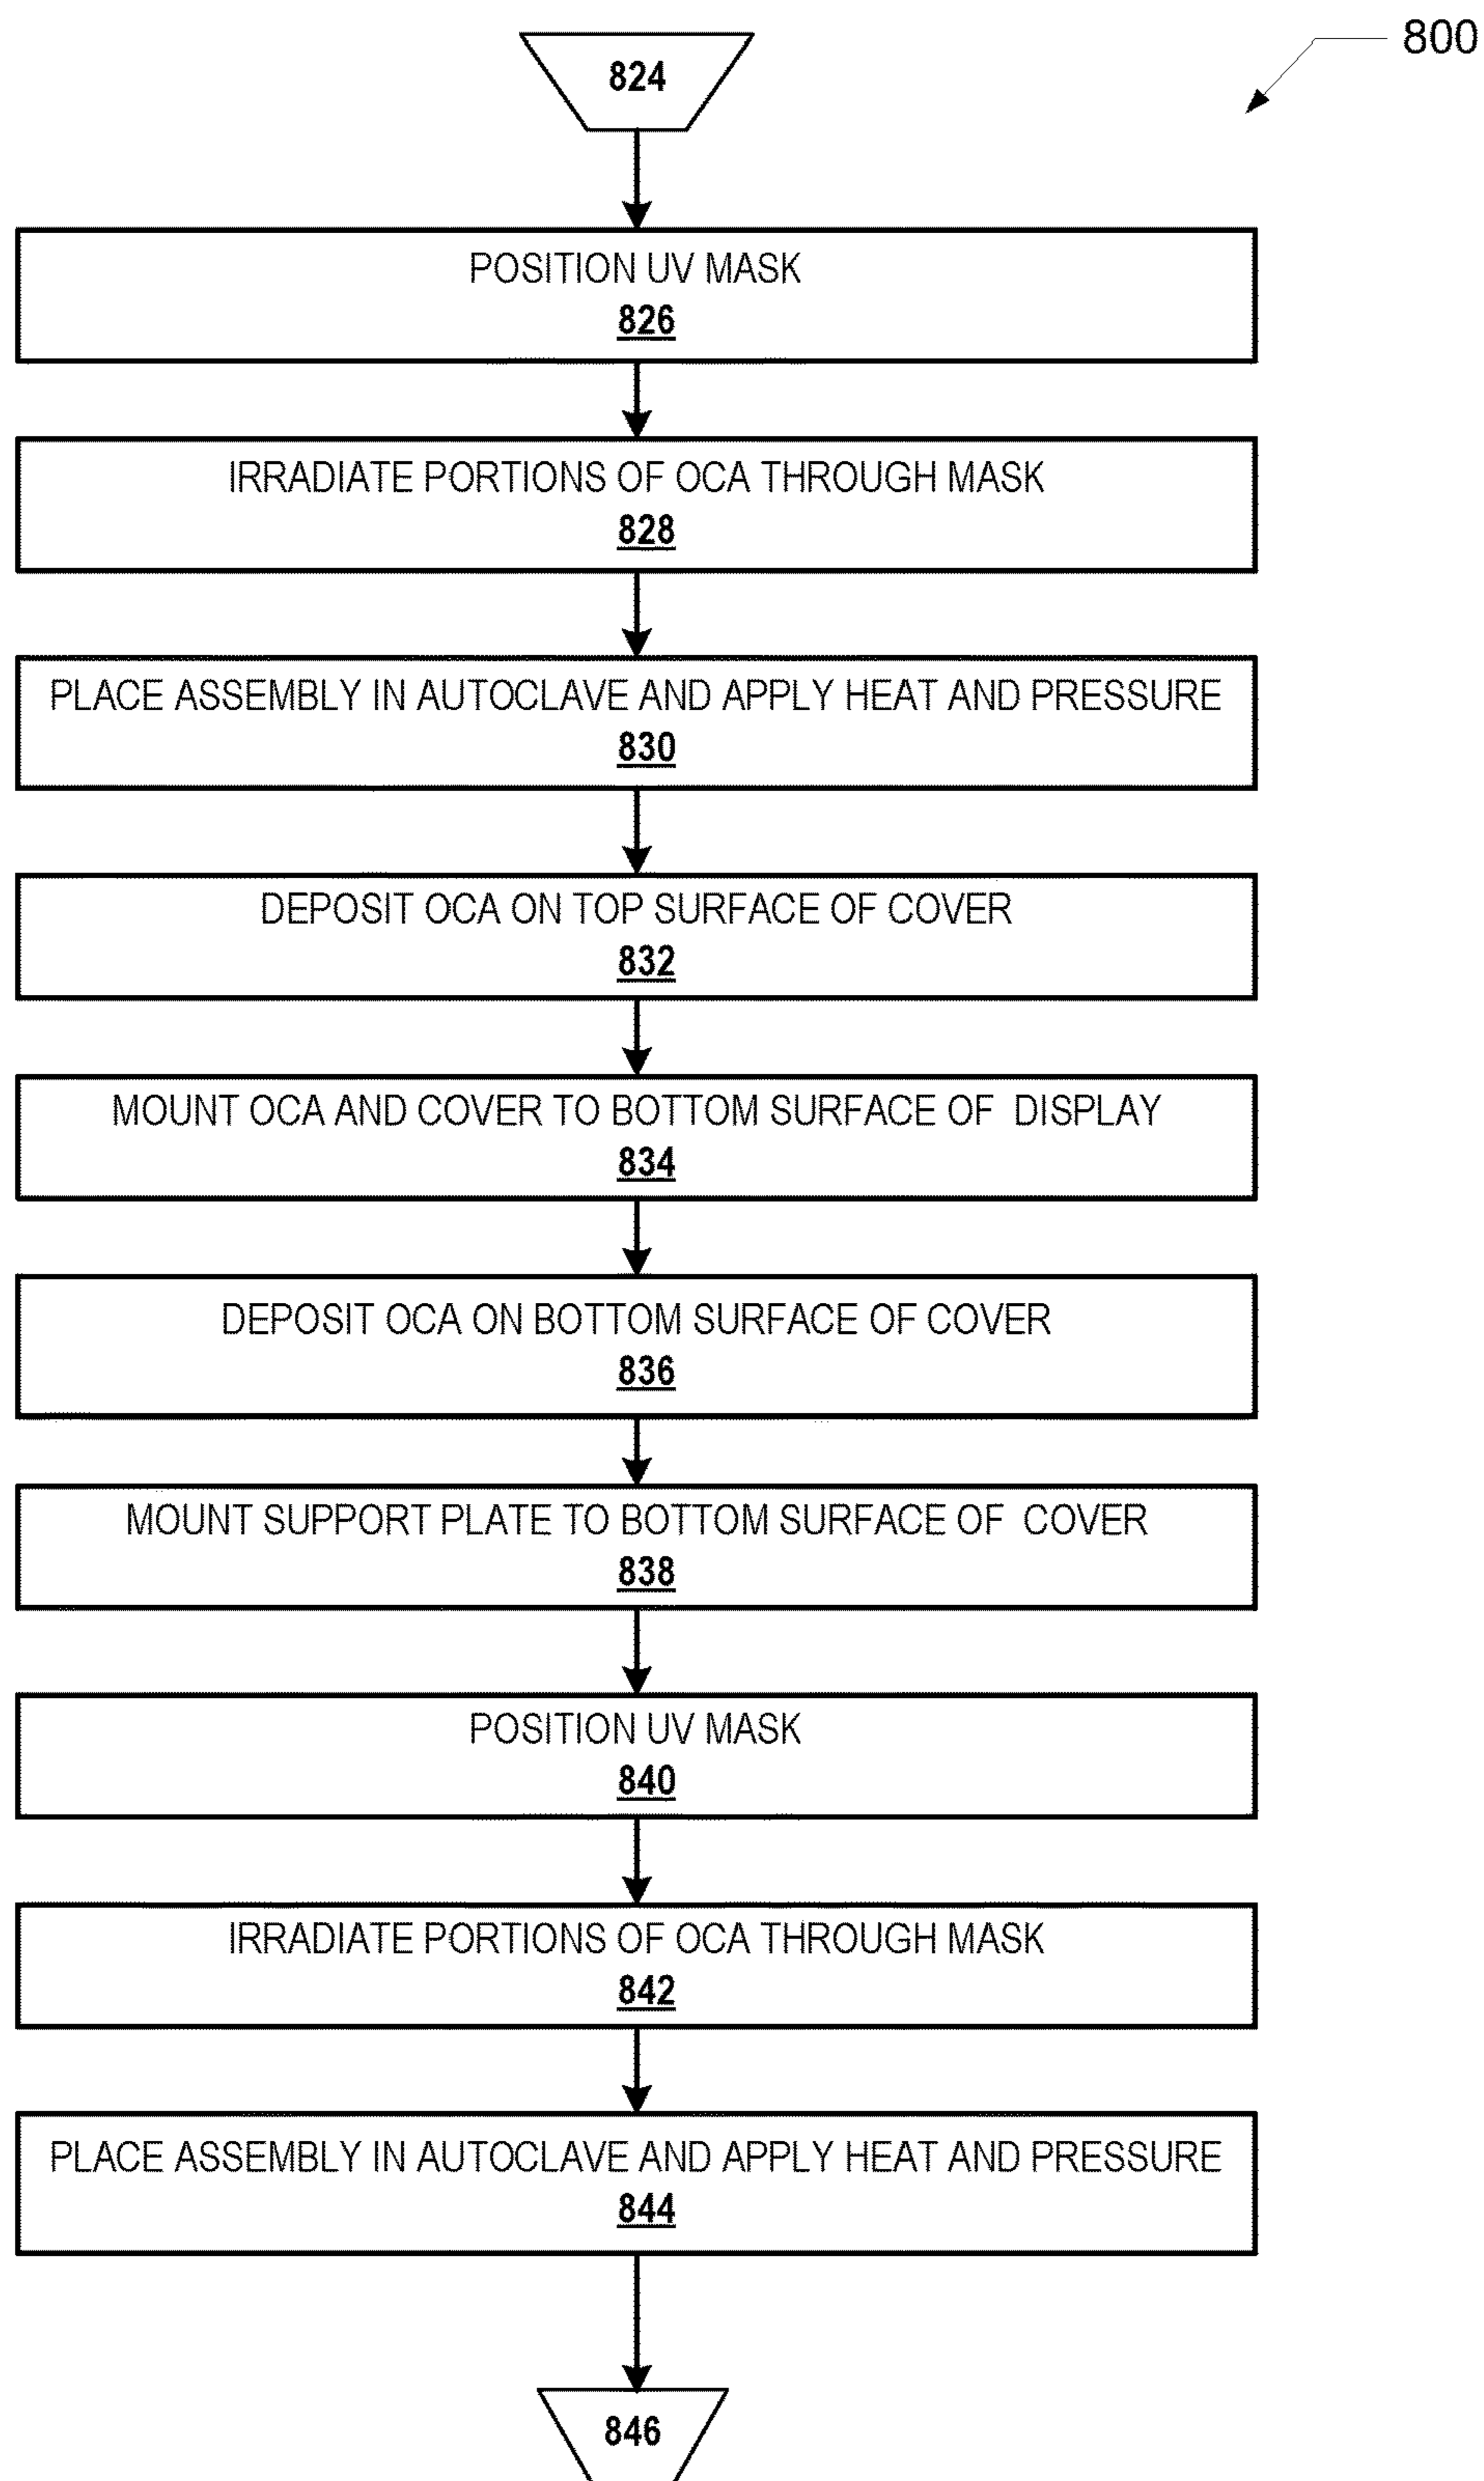 800
824
POSITION UV MASK
826
IRRADIATE PORTIONS OF OCA THROUGH MASK
828
PLACE ASSEMBLY IN AUTOCLAVE AND APPLY HEAT AND PRESSURE
830
DEPOSIT OCA ON TOP SURFACE OF COVER
832
MOUNT OCA AND COVER TO BOTTOM SURFACE OF DISPLAY
834
DEPOSIT OCA ON BOTTOM SURFACE OF COVER
836
MOUNT SUPPORT PLATE TO BOTTOM SURFACE OF COVER
838
POSITION UV MASK
840
IRRADIATE PORTIONS OF OCA THROUGH MASK
842
PLACE ASSEMBLY IN AUTOCLAVE AND APPLY HEAT AND PRESSURE
844
846